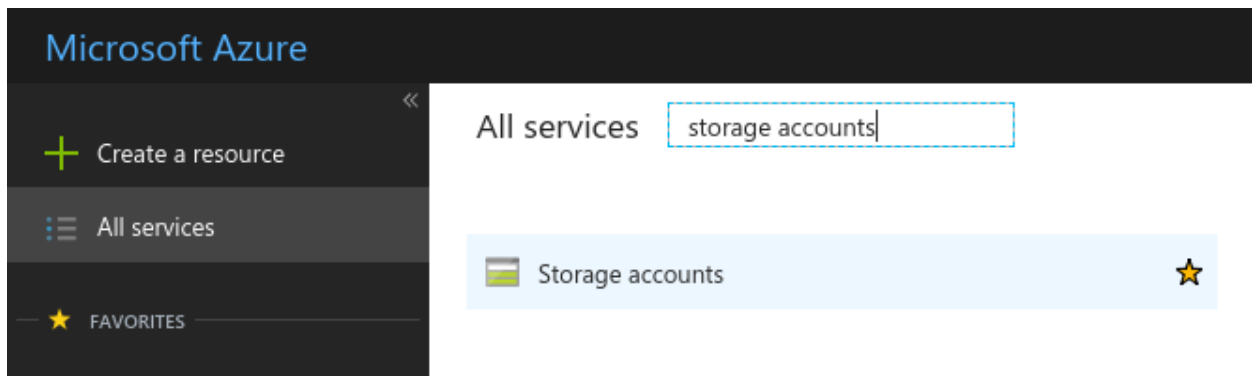 Microsoft Azure
«
Create a resource
All services
FAVORITES
All services
storage accounts
Storage accounts